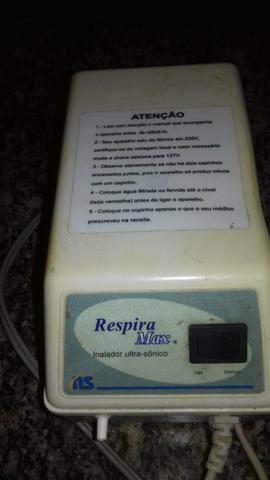 ATENÇÃO
1 - Leia com atenção o manual que acompanha
o aparelho antes de utilizá-lo.
2 - Seu aparelho saiu de fábrica em 220V,
certifique-se da voltagem local e caso necessário
mude a chave seletora para 127V.
3 - Observe atentamente se não há dois copinhos
encaixados juntos, pois o aparelho só produz névoa
com um copinho.
4 - Coloque água filtrada ou fervida até o nível
(seja vermelha) antes de ligar o aparelho.
5 - Coloque no copinho apenas o que o seu médico
prescreveu na receita.
Respira
Max®
Inalador ultra-sônico
Liga Desliga
NS